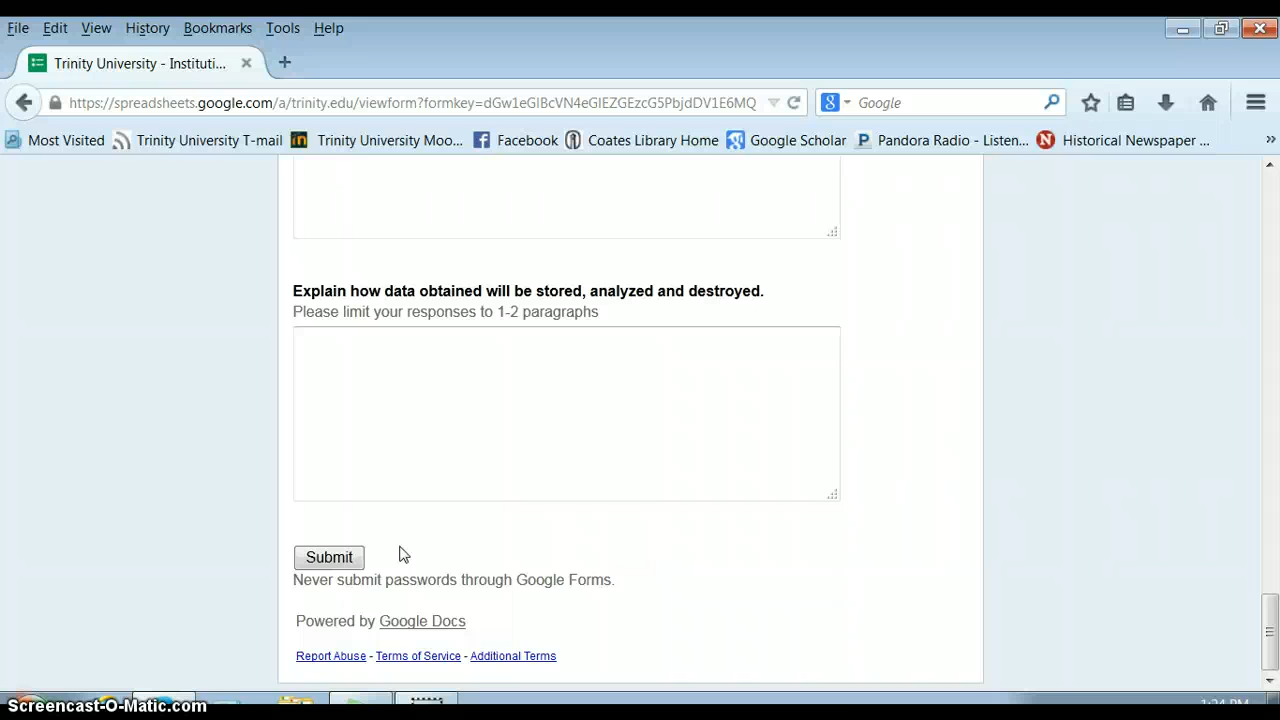 File Edit View History Bookmarks Tools Help
Trinity University - Instituti...
https://spreadsheets.google.com/a/trinity.edu/viewform?formkey=dGw1eGlBSVN4eGlEZGEzcG5PbjdDV1E6MQ Google
Most Visited Trinity University T-mail Trinity University Moo... Facebook Coates Library Home Google Scholar Pandora Radio - Listen... Historical Newspaper ...
Explain how data obtained will be stored, analyzed and destroyed.
Please limit your responses to 1-2 paragraphs
Submit
Never submit passwords through Google Forms.
Powered by Google Docs
Report Abuse - Terms of Service - Additional Terms
Screencast-O-Matic.com